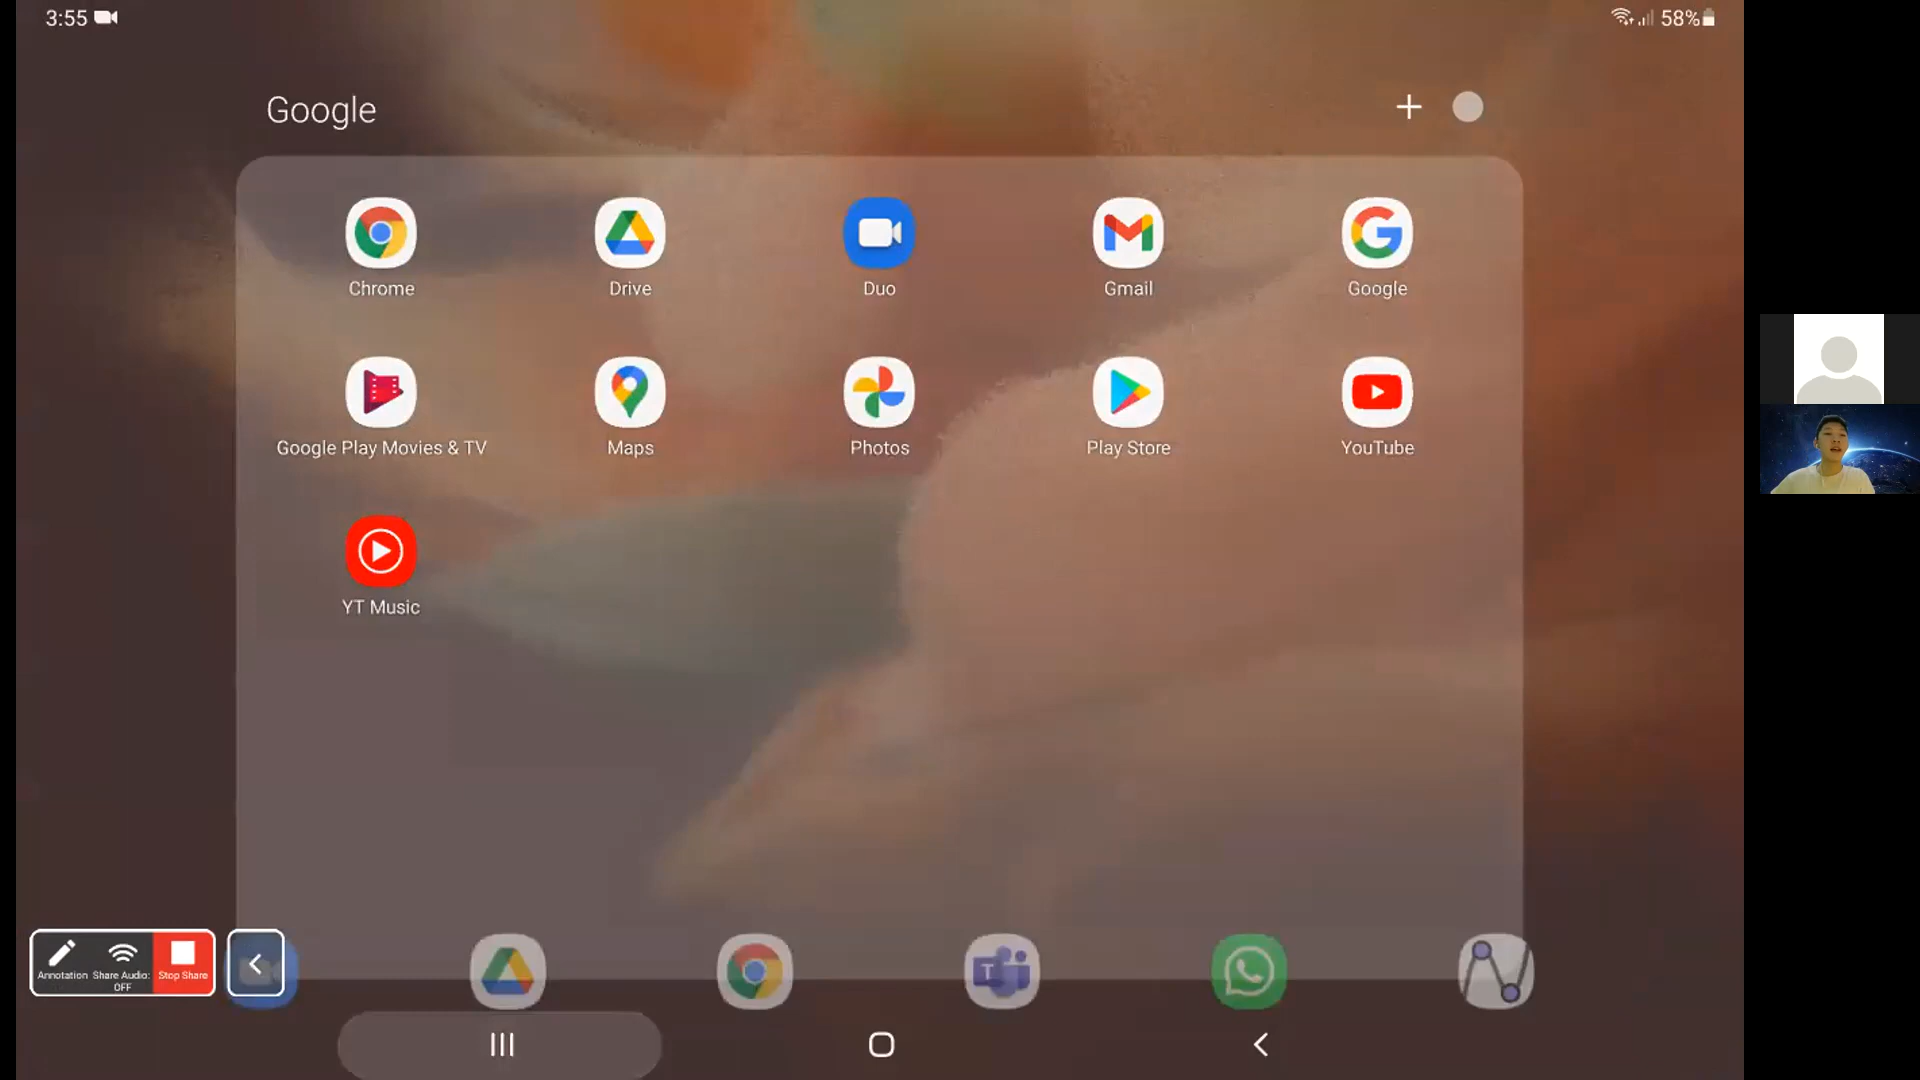 3:55
58%
Google
Chrome
Drive
Duo
Gmail
Google
Google Play Movies & TV
Maps
Photos
Play Store
YouTube
YT Music
Annotation
Share Audio:
OFF
Stop Share
T